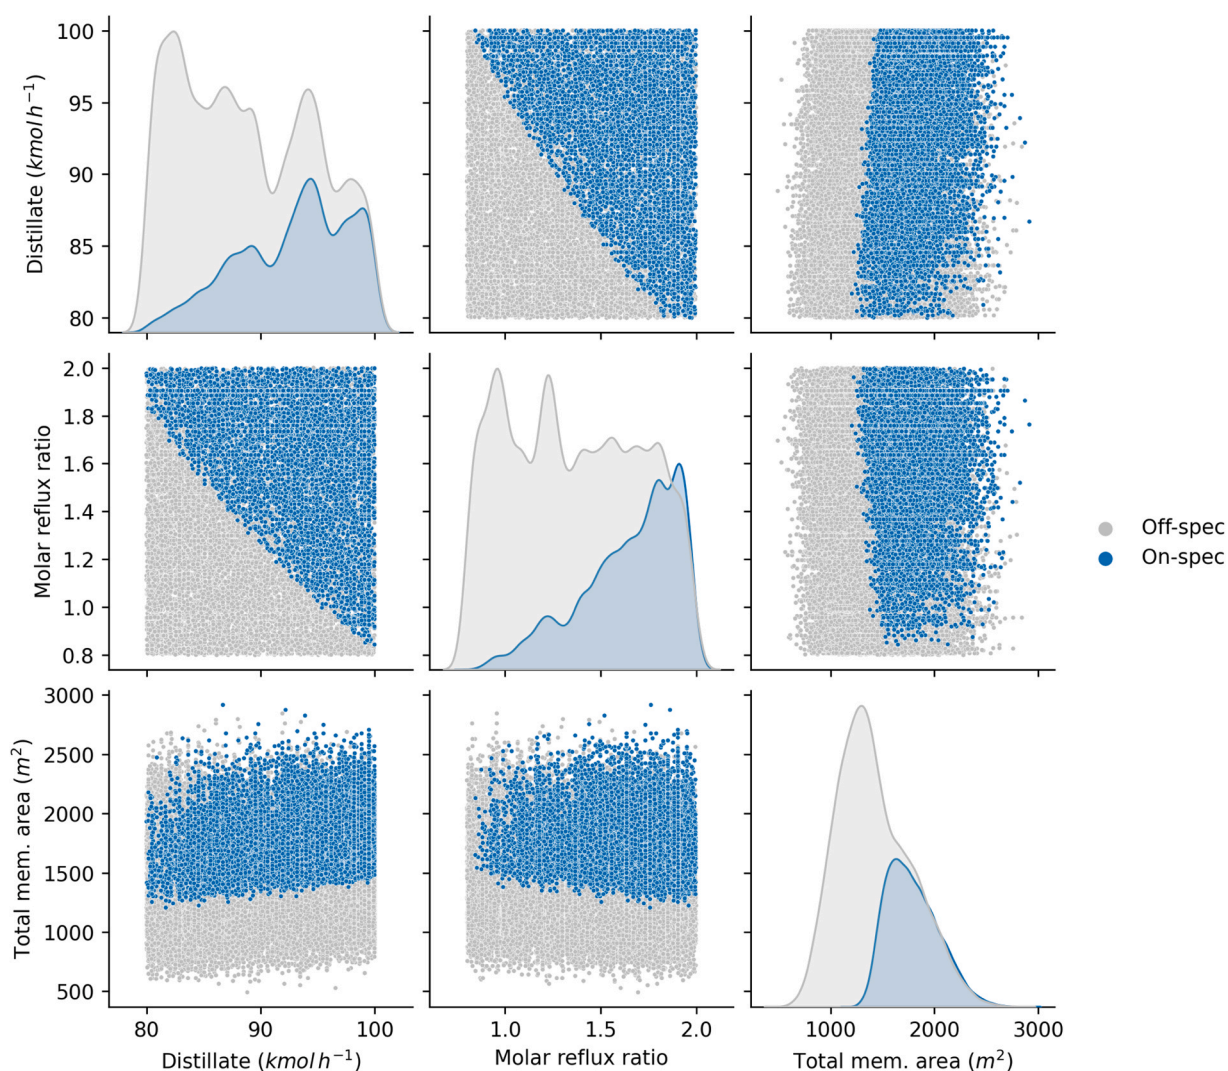 Distillate (kmol h⁻¹)
100
95
90
85
80
Molar reflux ratio
2.0
1.8
1.6
1.4
1.2
1.0
0.8
Off-spec
On-spec
Total mem. area (m²)
3000
2500
2000
1500
1000
500
80 90 100
1.0 1.5 2.0
1000 2000 3000
Distillate (kmol h⁻¹)
Molar reflux ratio
Total mem. area (m²)